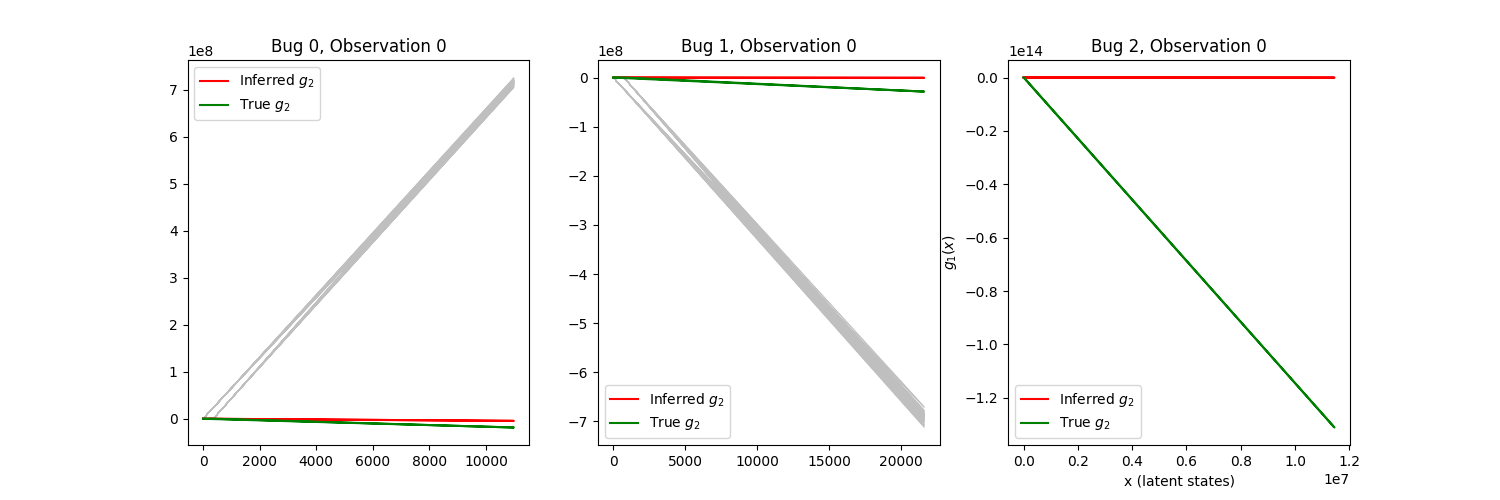 Bug 0, Observation 0
1e8
Inferred g₂
True g₂
7
6
5
4
3
2
1
0
0 2000 4000 6000 8000 10000
Bug 1, Observation 0
1e8
0
−1
−2
−3
−4
−5
−6
−7
Inferred g₂
True g₂
0 5000 10000 15000 20000
Bug 2, Observation 0
1e14
0.0
−0.2
−0.4
−0.6
−0.8
−1.0
−1.2
g₁(x)
Inferred g₂
True g₂
0.0 0.2 0.4 0.6 0.8 1.0 1.2
1e7
x (latent states)